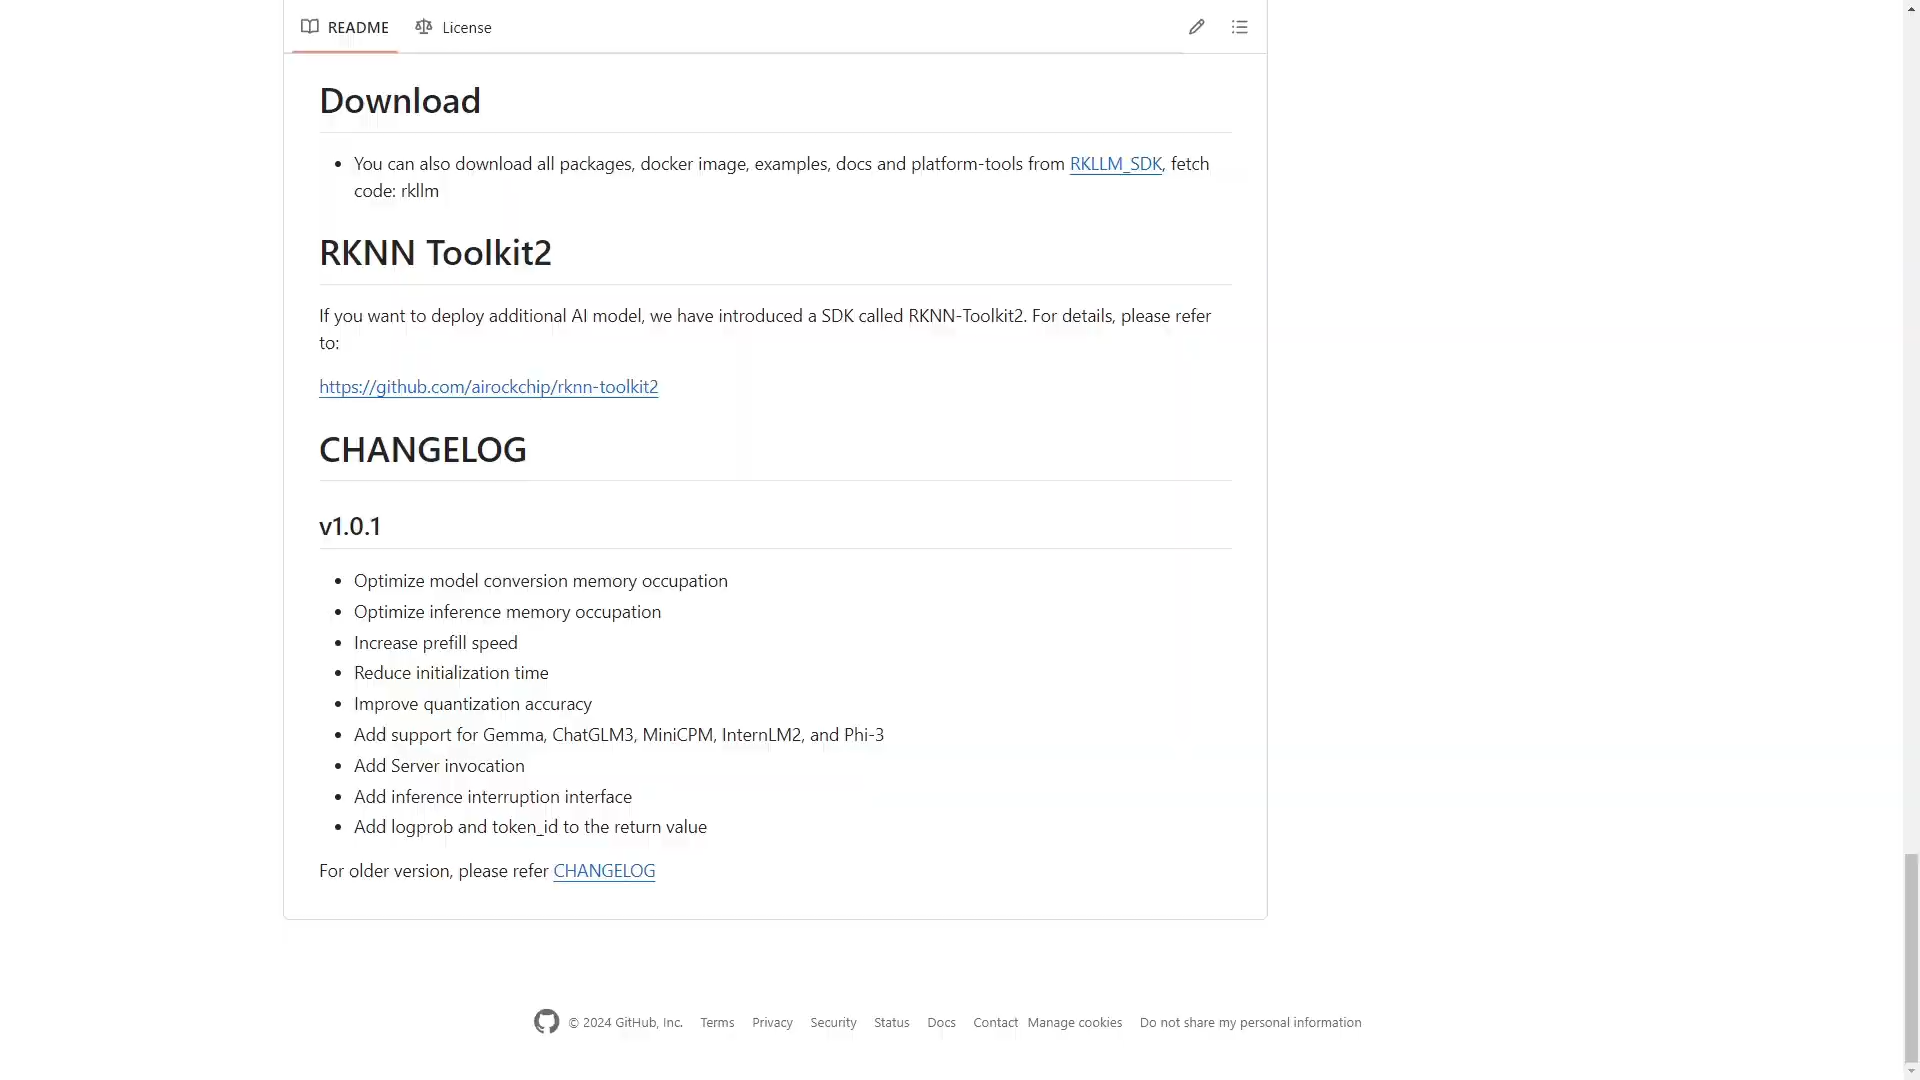 README License
Download
You can also download all packages, docker image, examples, docs and platform-tools from RKLLM_SDK, fetch
code: rkllm
RKNN Toolkit2
If you want to deploy additional AI model, we have introduced a SDK called RKNN-Toolkit2. For details, please refer
to:
https://github.com/airockchip/rknn-toolkit2
CHANGELOG
v1.0.1
Optimize model conversion memory occupation
Optimize inference memory occupation
Increase prefill speed
Reduce initialization time
Improve quantization accuracy
Add support for Gemma, ChatGLM3, MiniCPM, InternLM2, and Phi-3
Add Server invocation
Add inference interruption interface
Add logprob and token_id to the return value
For older version, please refer CHANGELOG
© 2024 GitHub, Inc. Terms Privacy Security Status Docs Contact Manage cookies Do not share my personal information